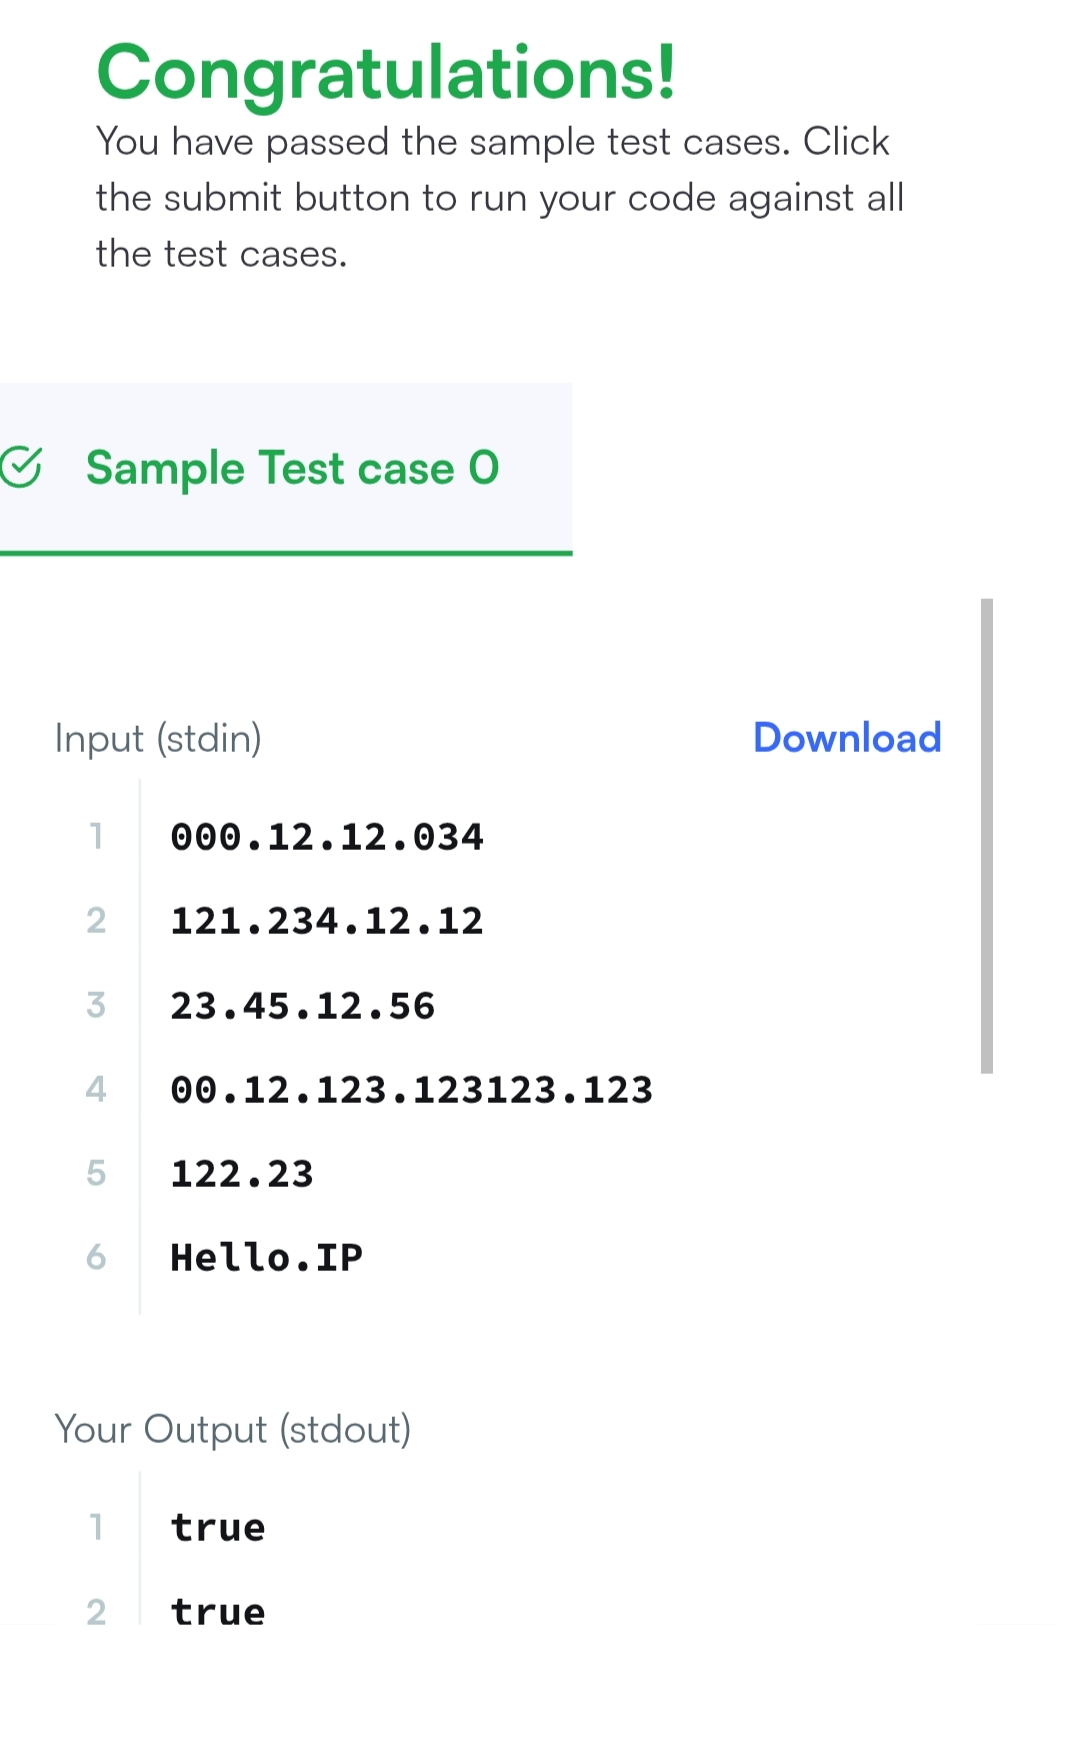 Congratulations!
You have passed the sample test cases. Click
the submit button to run your code against all
the test cases.
Sample Test case 0
Input (stdin)
Download
1 000.12.12.034
2 121.234.12.12
3 23.45.12.56
4 00.12.123.123123.123
5 122.23
6 Hello.IP
Your Output (stdout)
1 true
2 true